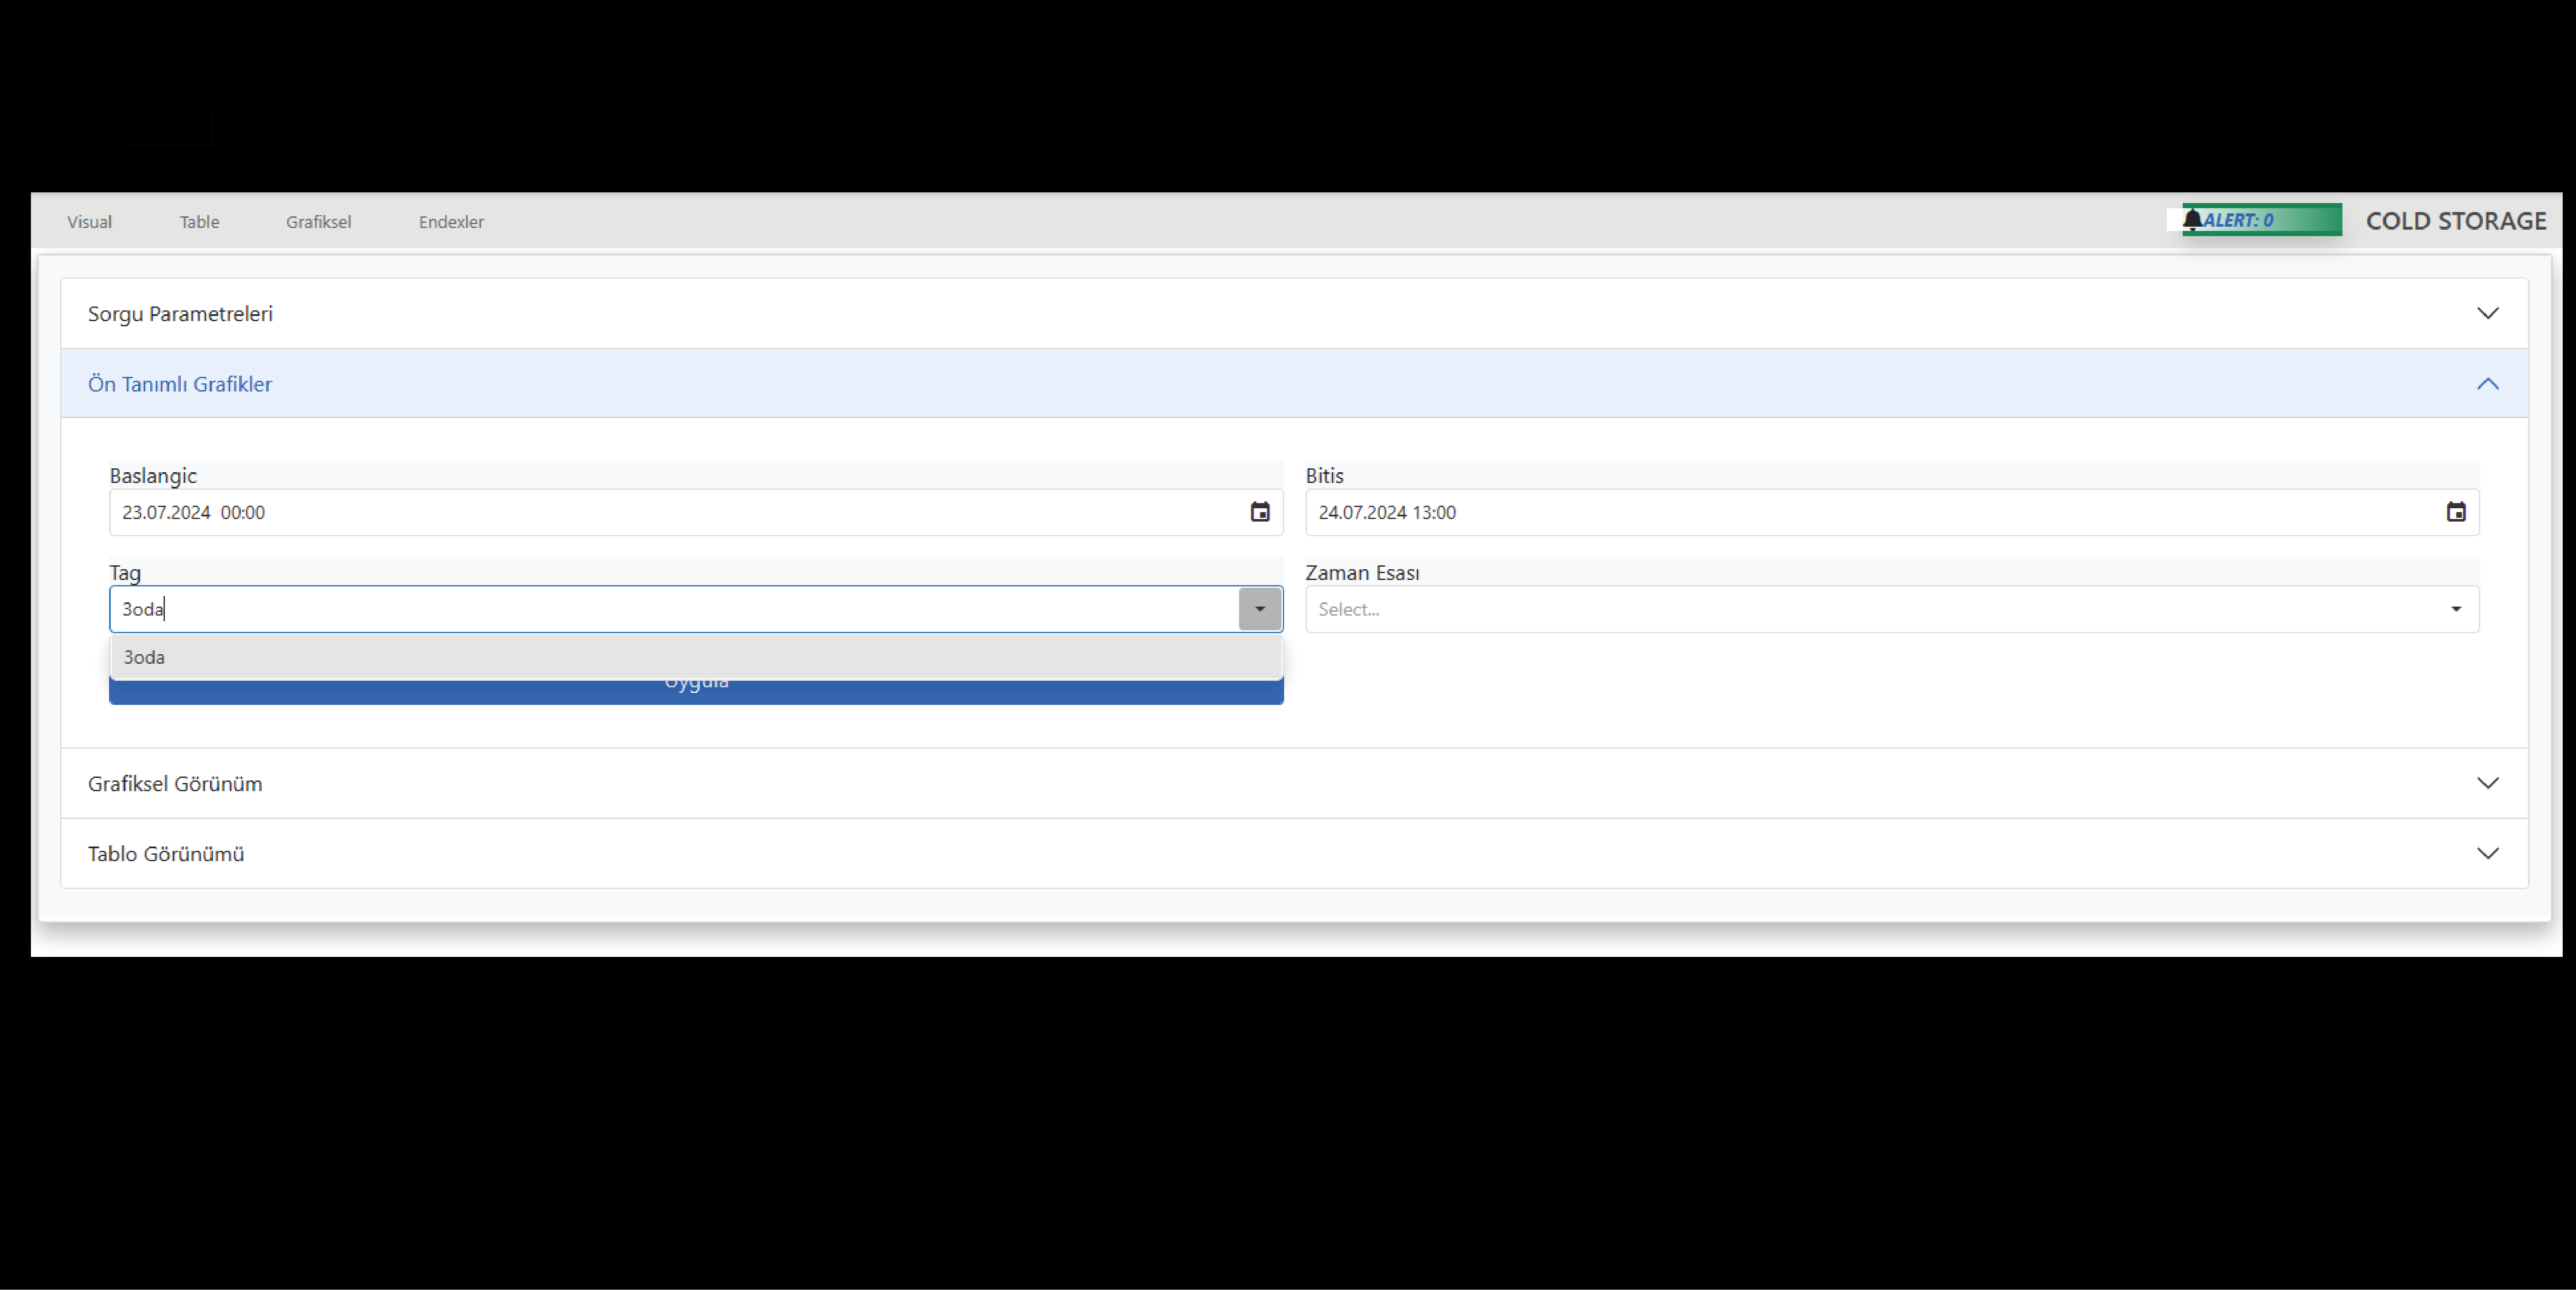 Visual Table Grafiksel Endexler ALERT: 0 COLD STORAGE
Sorgu Parametreleri
Ön Tanımlı Grafikler
Baslangic Bitis
23.07.2024 00:00 24.07.2024 13:00
Tag Zaman Esası
3oda Select...
3oda
Uygula
Grafiksel Görünüm
Tablo Görünümü